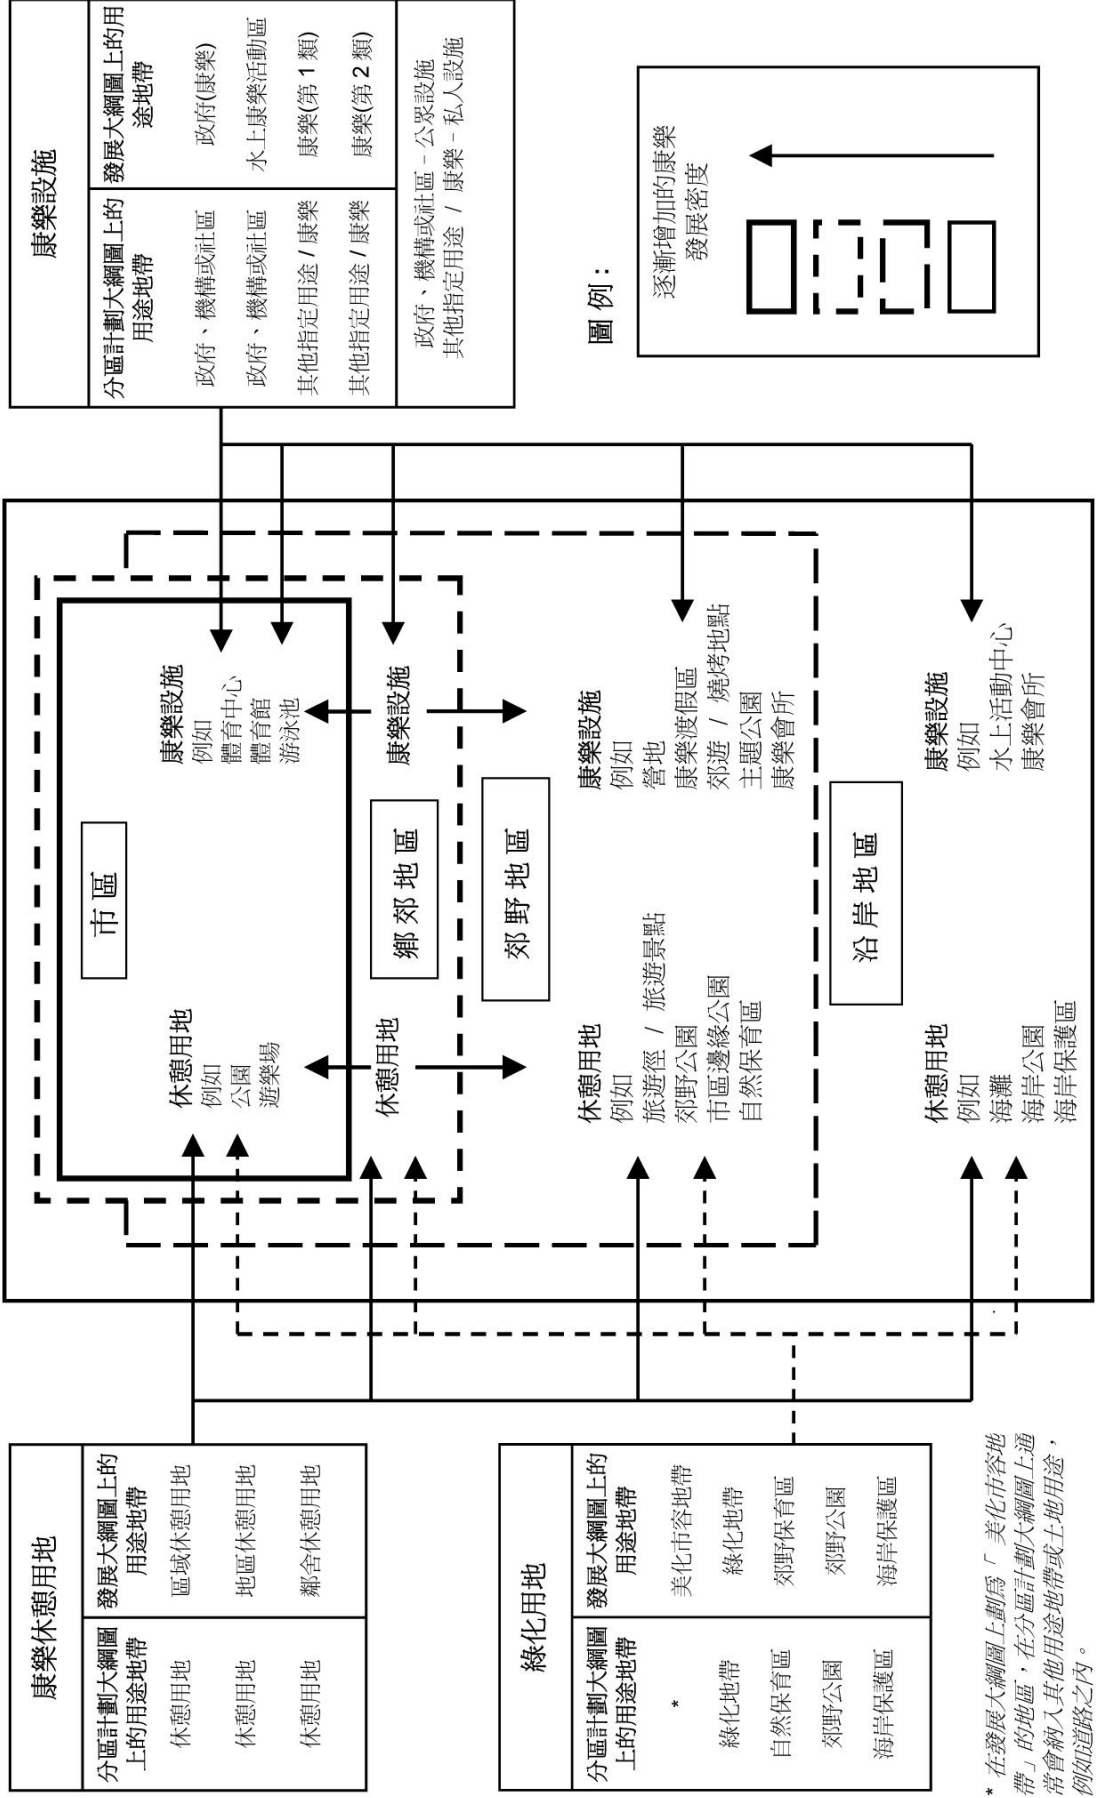 康樂休憩用地
分區計劃大綱圖
上的用途地帶
發展大綱圖上的
用途地帶
休憩用地
區域休憩用地
休憩用地
地區休憩用地
休憩用地
鄰舍休憩用地
綠化用地
分區計劃大綱圖
上的用途地帶
發展大綱圖上的
用途地帶
*
美化市容地帶
綠化地帶
綠化地帶
自然保育區
郊野保育區
郊野公園
郊野公園
海岸保護區
海岸保護區
* 在發展大綱圖上劃爲「 美化市容地
帶」的地區，在分區計劃大綱圖上通
常會納入其他用途地帶或土地用途，
例如道路之內。
市區
休憩用地
例如
公園
遊樂場
康樂設施
例如
體育中心
體育館
游泳池
鄉郊地區
休憩用地
康樂設施
郊野地區
休憩用地
例如
旅遊徑 / 旅遊景點
郊野公園
市區邊緣公園
自然保育區
康樂設施
例如
營地
康樂渡假區
郊遊 / 燒烤地點
主題公園
康樂會所
沿岸地區
休憩用地
例如
海灘
海岸公園
海岸保護區
康樂設施
例如
水上活動中心
康樂會所
康樂設施
分區計劃大綱圖上的
用途地帶
發展大綱圖上的用
途地帶
政府、機構或社區
政府(康樂)
政府、機構或社區
水上康樂活動區
其他指定用途 / 康樂
康樂(第 1 類)
其他指定用途 / 康樂
康樂(第 2 類)
政府、機構或社區 - 公眾設施
其他指定用途 / 康樂 - 私人設施
圖例：
逐漸增加的康樂
發展密度